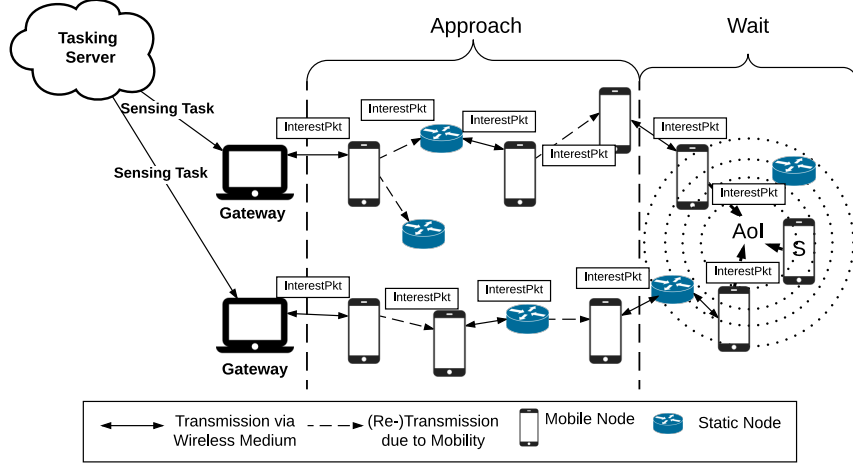 Approach
Wait
Tasking
Server
Sensing Task
Sensing Task
InterestPkt
InterestPkt
InterestPkt
InterestPkt
InterestPkt
InterestPkt
Gateway
AoI
S
InterestPkt
InterestPkt
InterestPkt
InterestPkt
InterestPkt
Gateway
Transmission via
Wireless Medium
(Re-)Transmission
due to Mobility
Mobile Node
Static Node